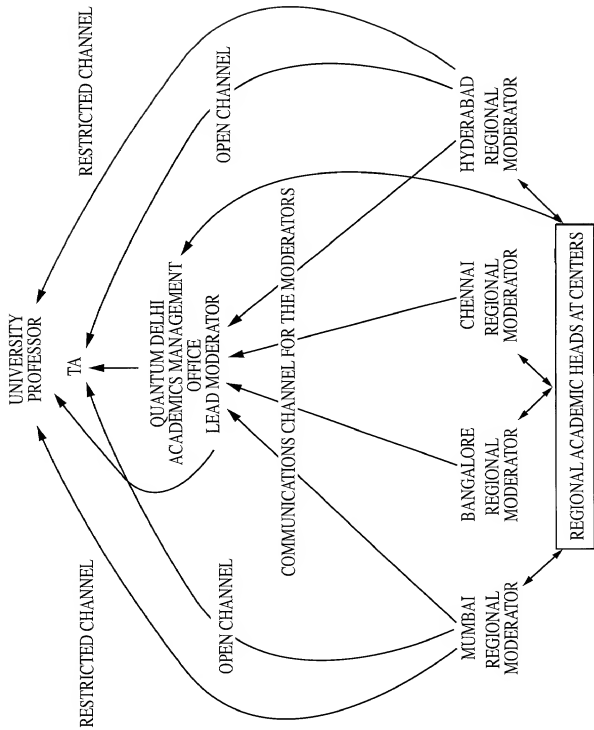 UNIVERSITY
PROFESSOR
RESTRICTED CHANNEL
RESTRICTED CHANNEL
TA
OPEN CHANNEL
OPEN CHANNEL
QUANTUM DELHI
ACADEMICS MANAGEMENT
OFFICE
LEAD MODERATOR
COMMUNICATIONS CHANNEL FOR THE MODERATORS
MUMBAI
REGIONAL
MODERATOR
BANGALORE
REGIONAL
MODERATOR
CHENNAI
REGIONAL
MODERATOR
HYDERABAD
REGIONAL
MODERATOR
REGIONAL ACADEMIC HEADS AT CENTERS